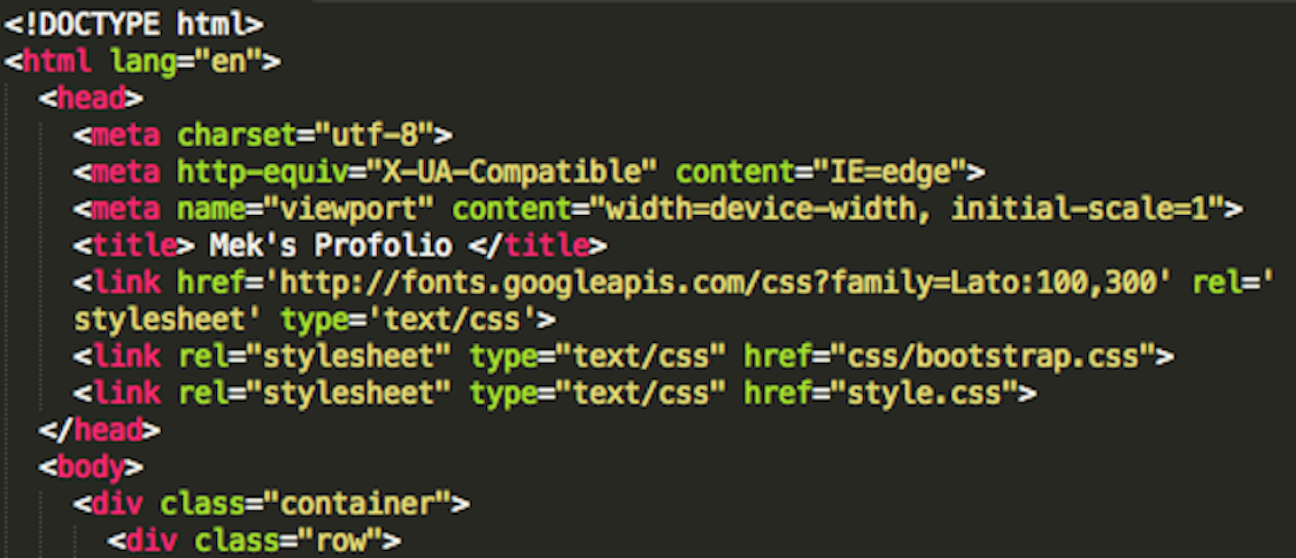 <!DOCTYPE html>
<html lang="en">
<head>
<meta charset="utf-8">
<meta http-equiv="X-UA-Compatible" content="IE=edge">
<meta name="viewport" content="width=device-width, initial-scale=1">
<title> Mek's Profolio </title>
<link href='http://fonts.googleapis.com/css?family=Lato:100,300' rel='
stylesheet' type='text/css'>
<link rel="stylesheet" type="text/css" href="css/bootstrap.css">
<link rel="stylesheet" type="text/css" href="style.css">
</head>
<body>
<div class="container">
<div class="row">